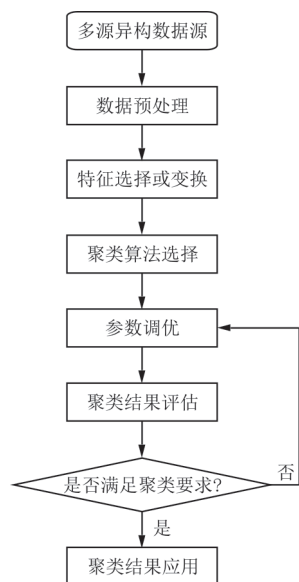 多源异构数据源
数据预处理
特征选择或变换
聚类算法选择
参数调优
聚类结果评估
是否满足聚类要求?
否
是
聚类结果应用